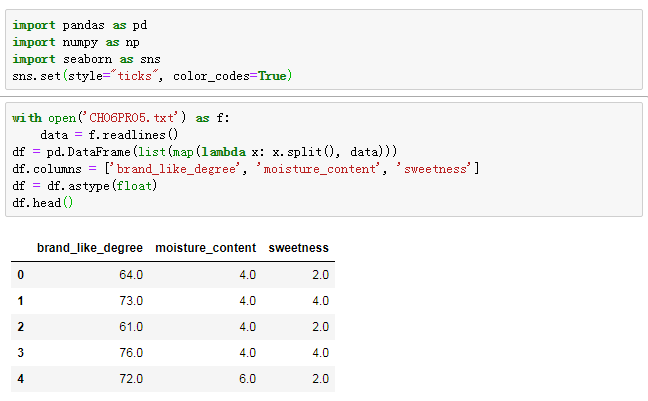 import pandas as pd
import numpy as np
import seaborn as sns
sns.set(style="ticks", color_codes=True)
with open('CH06PR05.txt') as f:
    data = f.readlines()
df = pd.DataFrame(list(map(lambda x: x.split(), data)))
df.columns = ['brand_like_degree', 'moisture_content', 'sweetness']
df = df.astype(float)
df.head()
brand_like_degree moisture_content sweetness
0 64.0 4.0 2.0
1 73.0 4.0 4.0
2 61.0 4.0 2.0
3 76.0 4.0 4.0
4 72.0 6.0 2.0